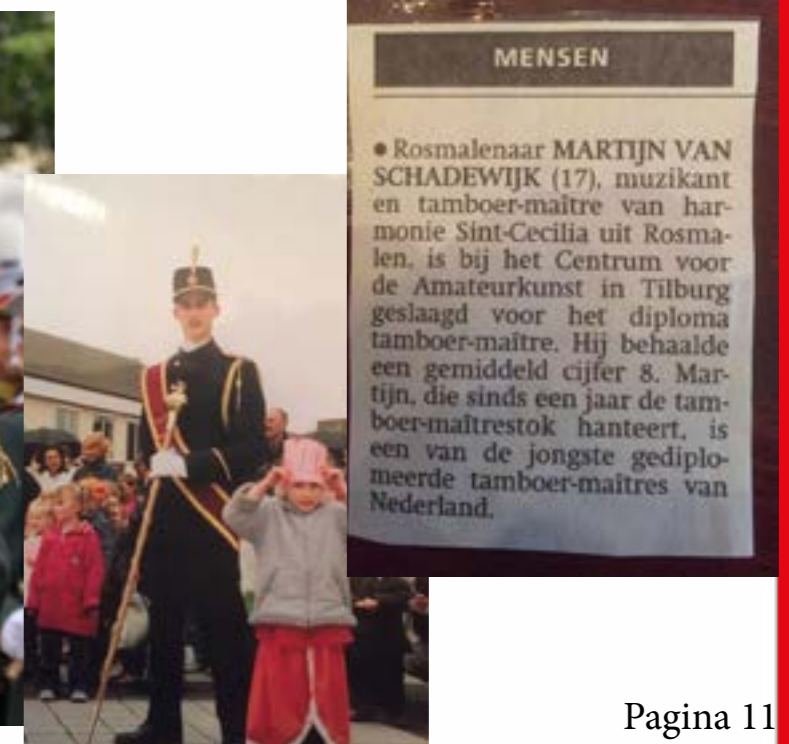 MENSEN
● Rosmalenaar MARTIJN VAN
SCHADEWIJK (17), muzikant
en tamboer-maître van har-
monie Sint-Cecilia uit Rosma-
len, is bij het Centrum voor
de Amateurkunst in Tilburg
geslaagd voor het diploma
tamboer-maître. Hij behaalde
een gemiddeld cijfer 8. Mar-
tijn, die sinds een jaar de tam-
boer-maîtrestok hanteert, is
een van de jongste gediplo-
meerde tamboer-maîtres van
Nederland.
Pagina 11